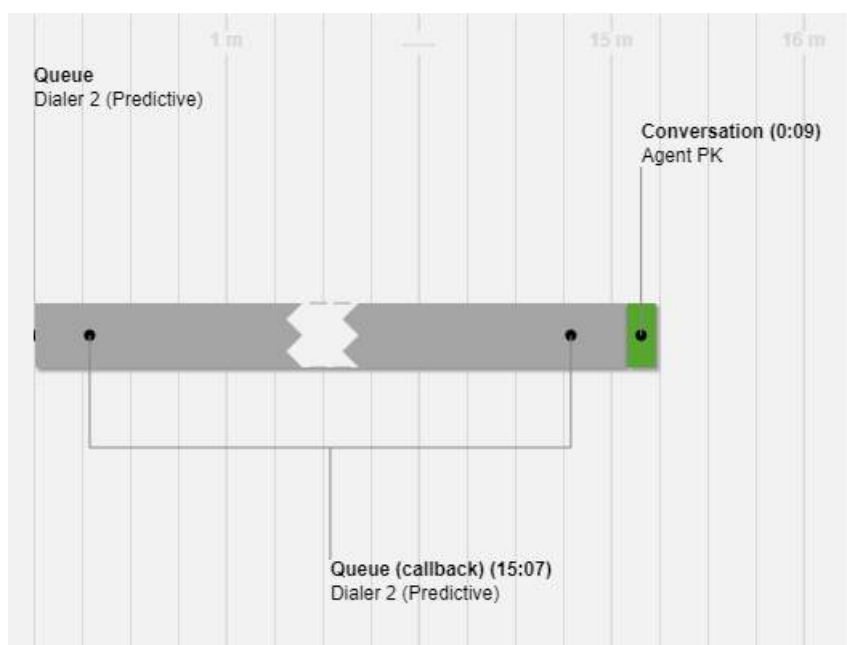 1 m
15 m
16 m
Queue
Dialer 2 (Predictive)
Conversation (0:09)
Agent PK
Queue (callback) (15:07)
Dialer 2 (Predictive)